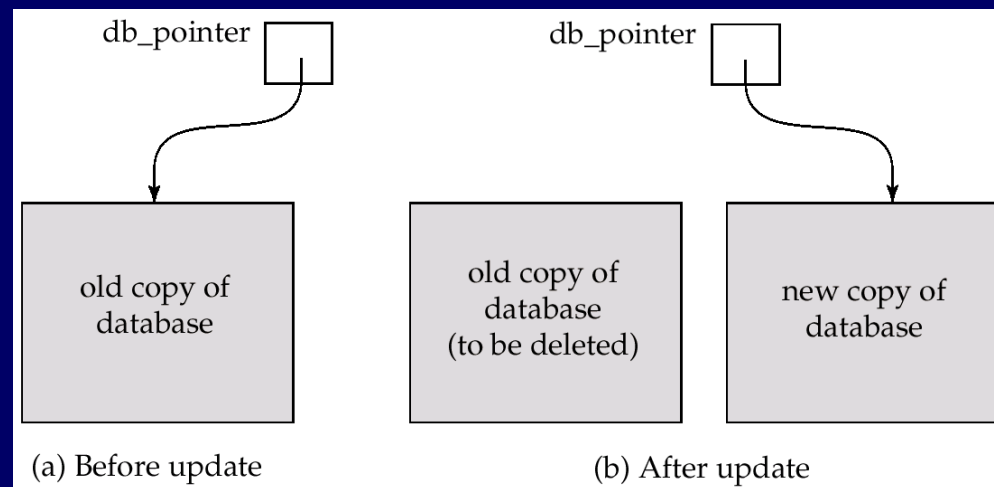 db_pointer
old copy of
database
(a) Before update
db_pointer
old copy of
database
(to be deleted)
new copy of
database
(b) After update